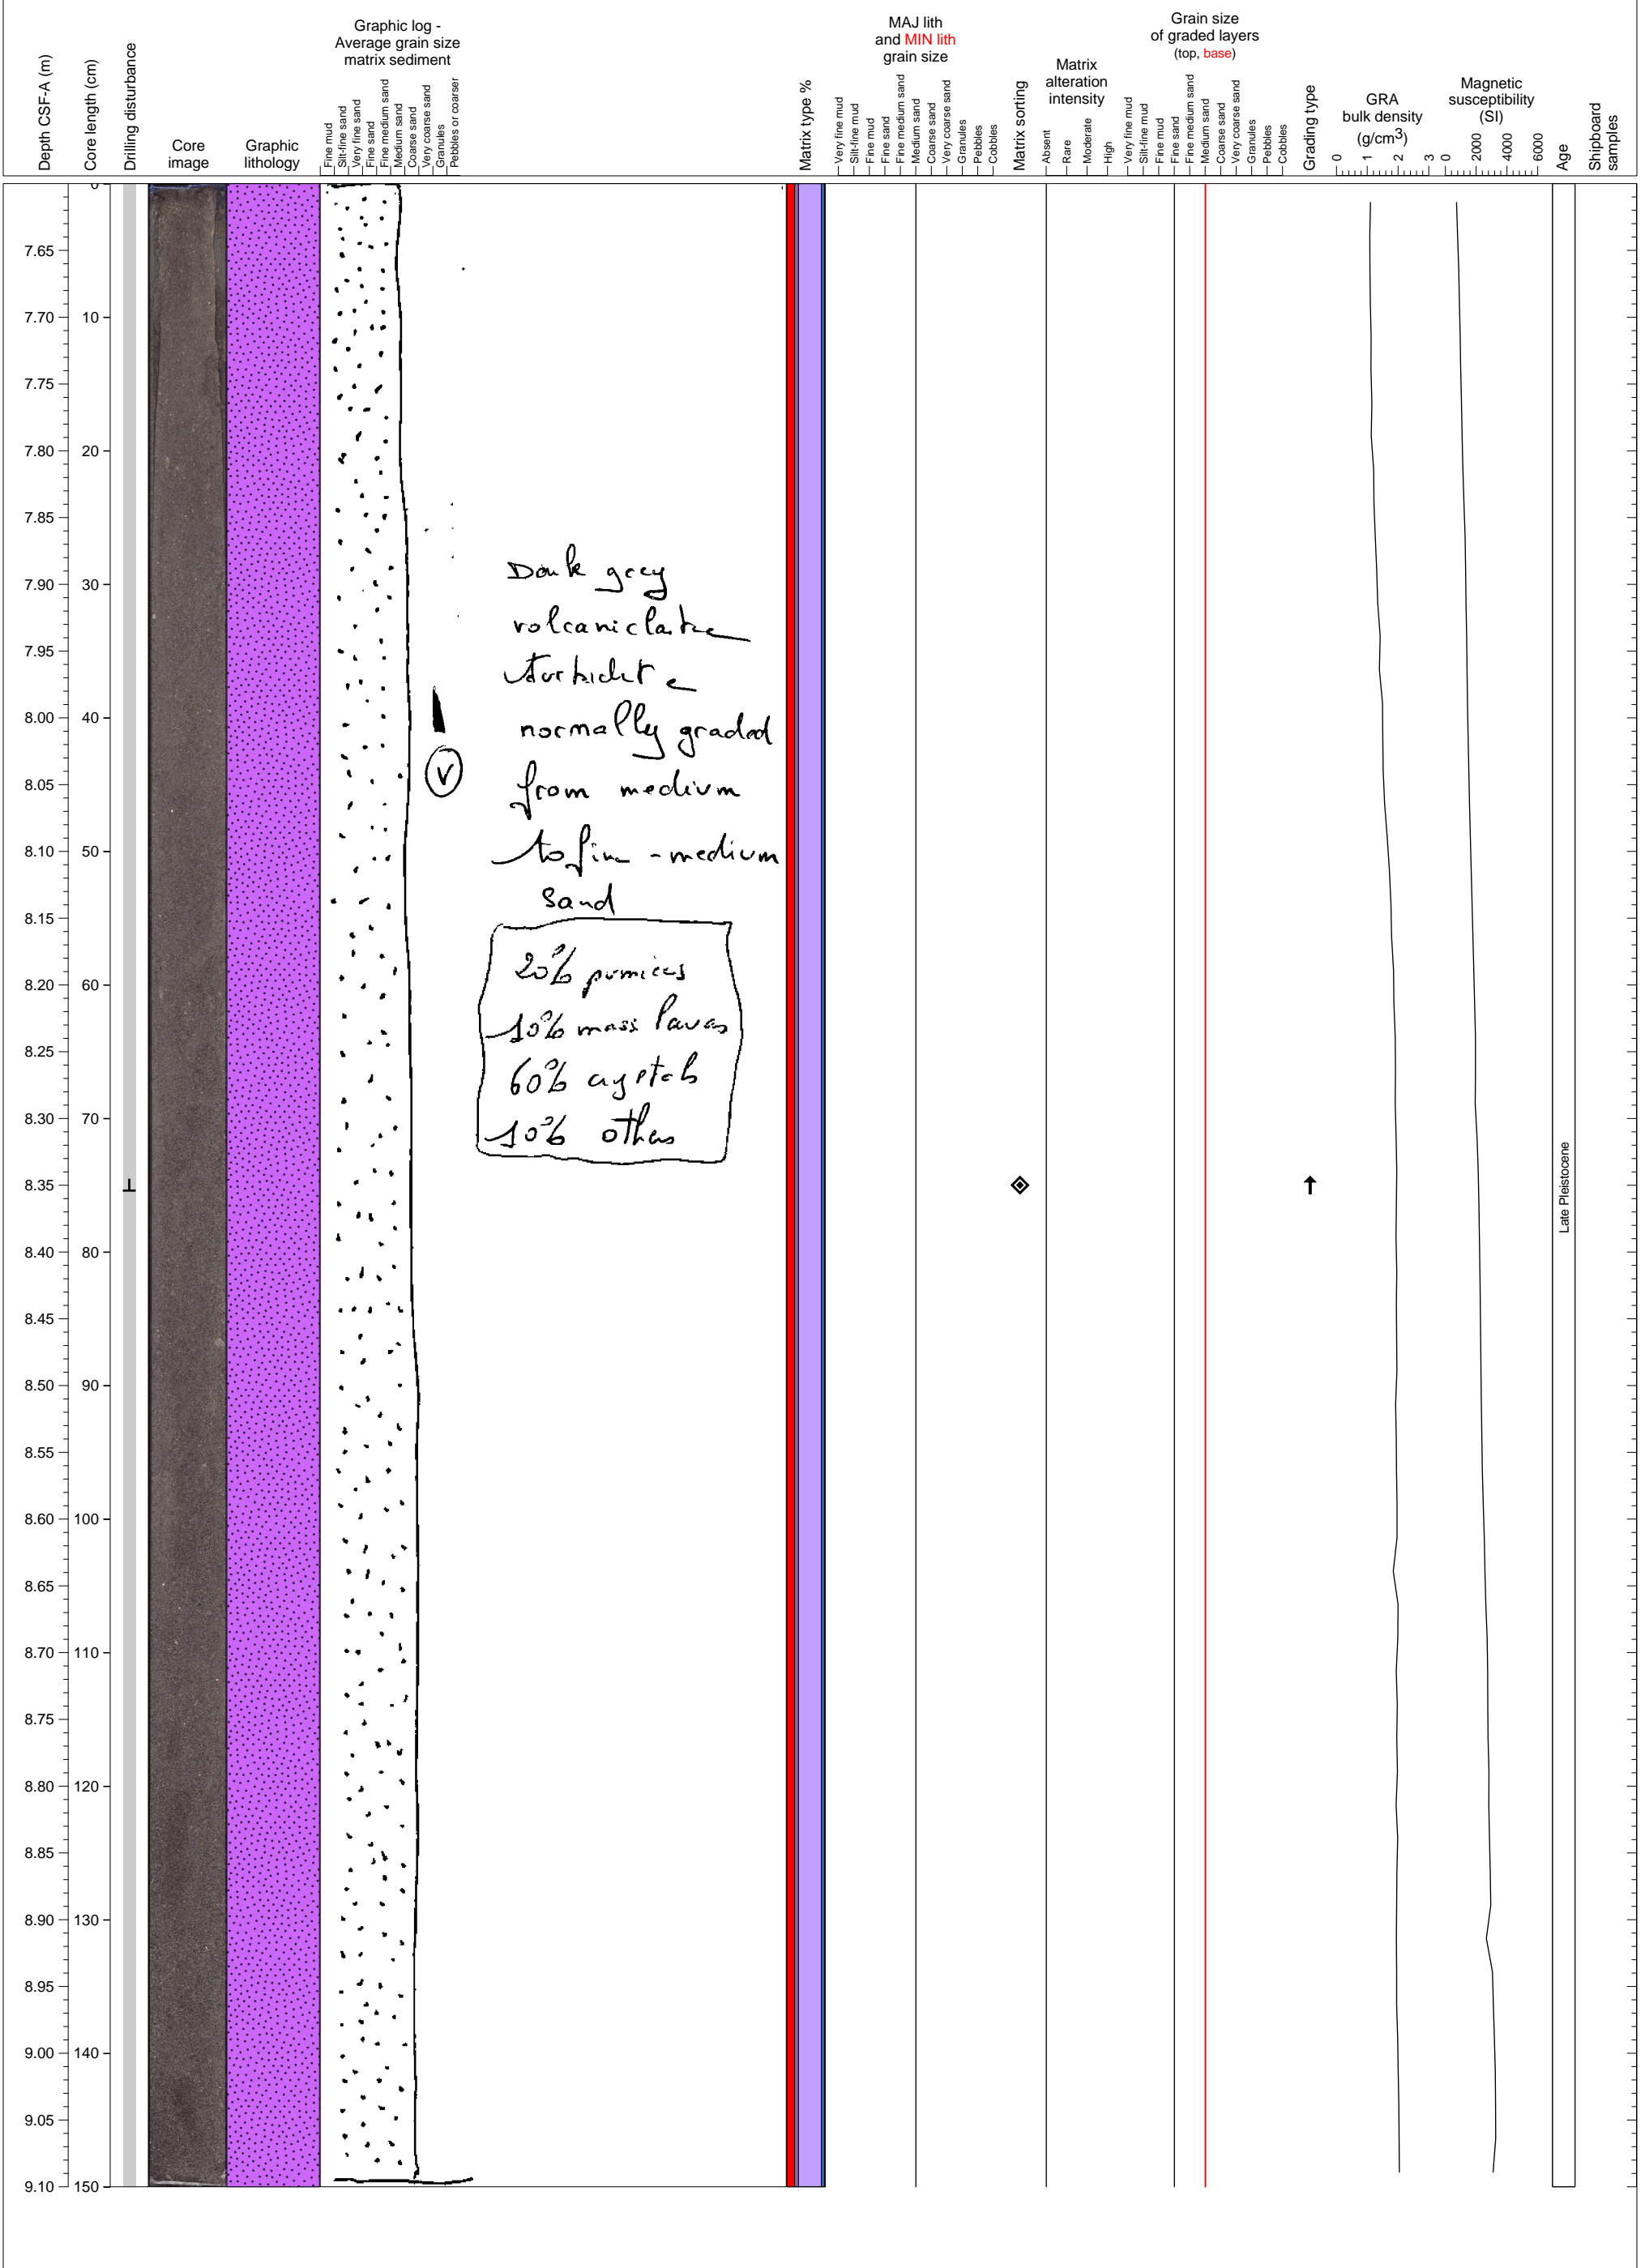 Depth CSF-A (m)
Core length (cm)
Drilling disturbance
Core
image
Graphic
lithology
Graphic log -
Average grain size
matrix sediment
Fine mud
Silt-fine sand
Very fine sand
Fine sand
Fine medium sand
Medium sand
Coarse sand
Very coarse sand
Granules
Pebbles or coarser
Matrix type %
MAJ lith
and MIN lith
grain size
Very fine mud
Silt-fine mud
Fine mud
Fine sand
Fine medium sand
Medium sand
Coarse sand
Very coarse sand
Granules
Pebbles
Cobbles
Matrix sorting
Matrix
alteration
intensity
Absent
Rare
Moderate
High
Grain size
of graded layers
(top, base)
Very fine mud
Silt-fine mud
Fine mud
Fine sand
Fine medium sand
Medium sand
Coarse sand
Very coarse sand
Granules
Pebbles
Cobbles
Grading type
GRA
bulk density
(g/cm3)
0 1 2 3
Magnetic
susceptibility
(SI)
0 2000 4000 6000
Age
Shipboard
samples
0
7.65
7.70 10
7.75
7.80 20
7.85
7.90 30
7.95
8.00 40
8.05
8.10 50
8.15
8.20 60
8.25
8.30 70
8.35
8.40 80
8.45
8.50 90
8.55
8.60 100
8.65
8.70 110
8.75
8.80 120
8.85
8.90 130
8.95
9.00 140
9.05
9.10 150
Dark grey
volcaniclastic
turbidite
normally graded
from medium
to fine - medium
sand
V
20% pumices
10% mass lavas
60% crystals
10% others
Late Pleistocene